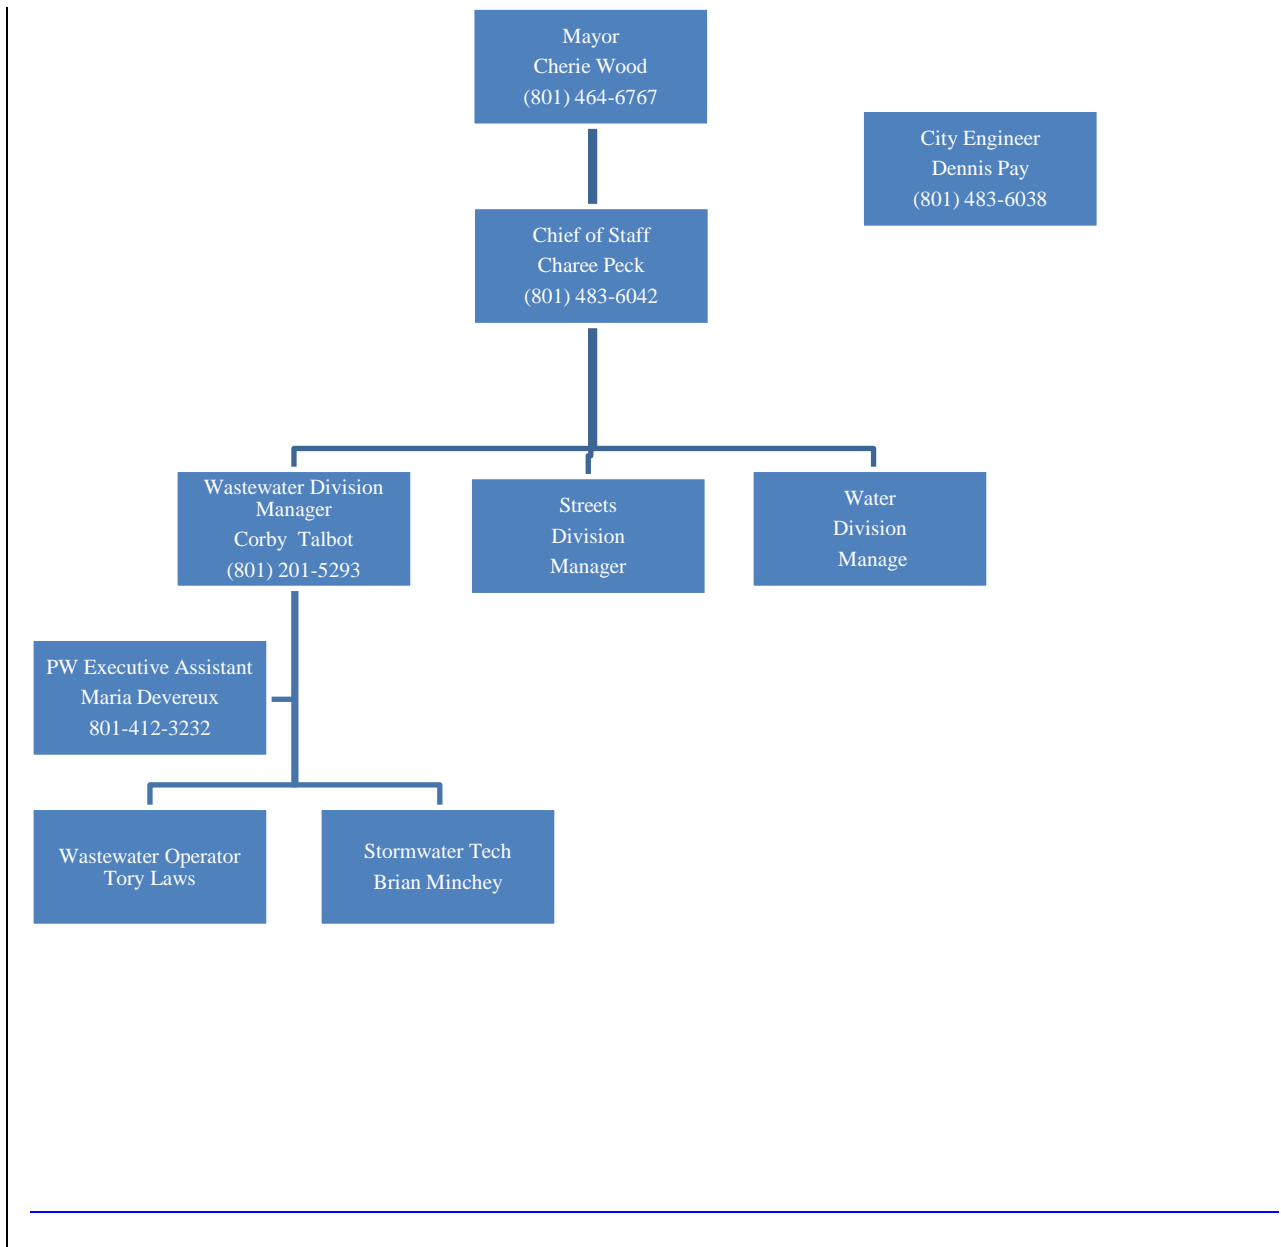 Mayor
Cherie Wood
(801) 464-6767
City Engineer
Dennis Pay
(801) 483-6038
Chief of Staff
Charee Peck
(801) 483-6042
Wastewater Division
Manager
Corby Talbot
(801) 201-5293
Streets
Division
Manager
Water
Division
Manage
PW Executive Assistant
Maria Devereux
801-412-3232
Wastewater Operator
Tory Laws
Stormwater Tech
Brian Minchey